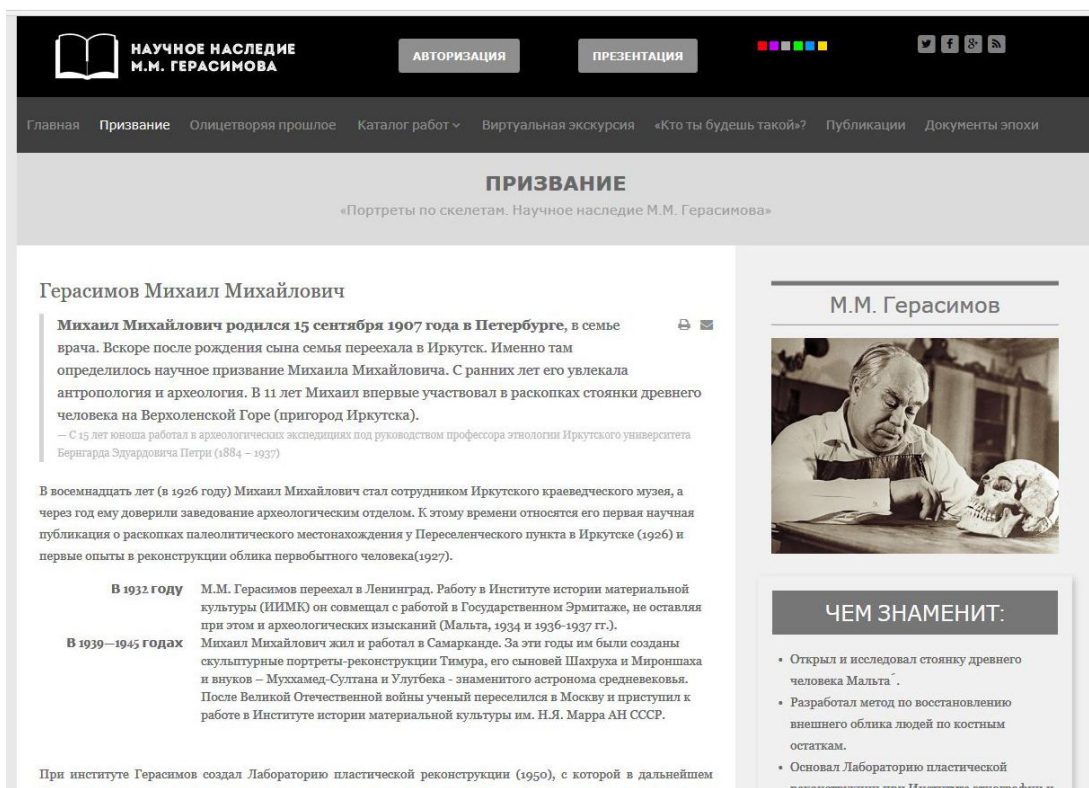 НАУЧНОЕ НАСЛЕДИЕ
М.М. ГЕРАСИМОВА
АВТОРИЗАЦИЯ
ПРЕЗЕНТАЦИЯ
Главная Призвание Олицетворяя прошлое Каталог работ Виртуальная экскурсия «Кто ты будешь такой»? Публикации Документы эпохи
ПРИЗВАНИЕ
«Портреты по скелетам. Научное наследие М.М. Герасимова»
Герасимов Михаил Михайлович
Михаил Михайлович родился 15 сентября 1907 года в Петербурге, в семье
врача. Вскоре после рождения сына семья переехала в Иркутск. Именно там
определилось научное призвание Михаила Михайловича. С ранних лет его увлекала
антропология и археология. В 11 лет Михаил впервые участвовал в раскопках стоянки древнего
человека на Верхоленской Горе (пригород Иркутска).
— С 15 лет юноша работал в археологических экспедициях под руководством профессора этнологии Иркутского университета
Бернгарда Эдуардовича Петри (1884 – 1937)
В восемнадцать лет (в 1926 году) Михаил Михайлович стал сотрудником Иркутского краеведческого музея, а
через год ему доверили заведование археологическим отделом. К этому времени относятся его первая научная
публикация о раскопках палеолитического местонахождения у Переселенческого пункта в Иркутске (1926) и
первые опыты в реконструкции облика первобытного человека(1927).
В 1932 году М.М. Герасимов переехал в Ленинград. Работу в Институте истории материальной
культуры (ИИМК) он совмещал с работой в Государственном Эрмитаже, не оставляя
при этом и археологических изысканий (Мальта, 1934 и 1936-1937 гг.).
В 1939—1945 годах Михаил Михайлович жил и работал в Самарканде. За эти годы им были созданы
скульптурные портреты-реконструкции Тимура, его сыновей Шахруха и Мироншаха
и внуков – Муххамед-Султана и Улугбека - знаменитого астронома средневековья.
После Великой Отечественной войны ученый переселился в Москву и приступил к
работе в Институте истории материальной культуры им. Н.Я. Марра АН СССР.
При институте Герасимов создал Лабораторию пластической реконструкции (1950), с которой в дальнейшем
М.М. Герасимов
ЧЕМ ЗНАМЕНИТ:
• Открыл и исследовал стоянку древнего
человека Мальта´.
• Разработал метод по восстановлению
внешнего облика людей по костным
остаткам.
• Основал Лабораторию пластической
реконструкции при Институте этнографии и